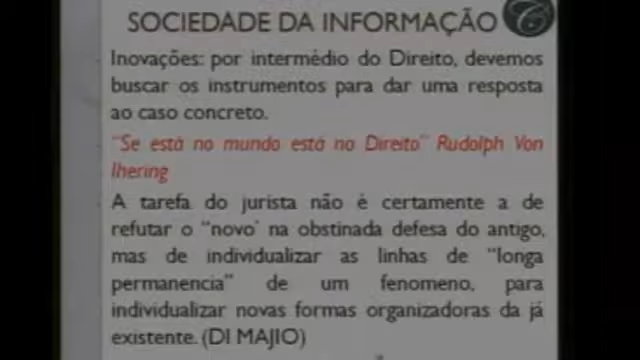 SOCIEDADE DA INFORMAÇÃO
Inovações: por intermédio do Direito, devemos
buscar os instrumentos para dar uma resposta
ao caso concreto.
"Se está no mundo está no Direito" Rudolph Von
Ihering
A tarefa do jurista não é certamente a de
refutar o "novo" na obstinada defesa do antigo,
mas de individualizar as linhas de "longa
permanencia" de um fenomeno, para
individualizar novas formas organizadoras da já
existente. (DI MAJIO)